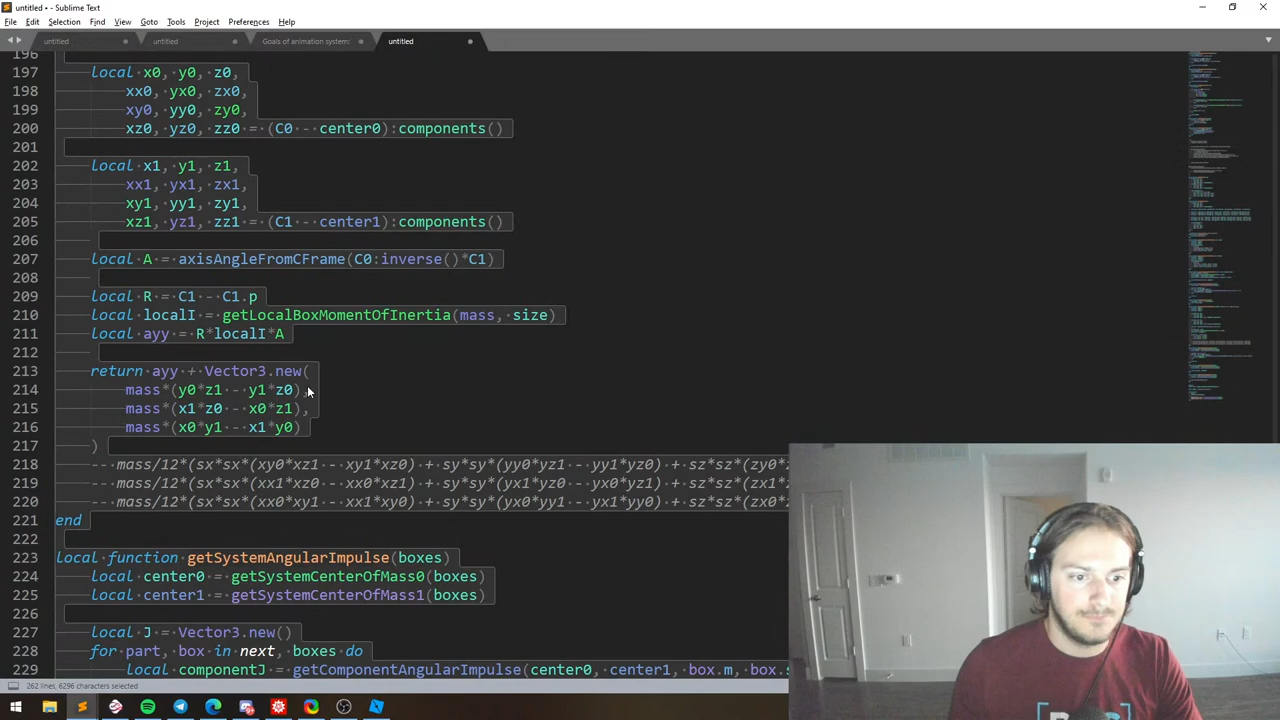 untitled • - Sublime Text
File Edit Selection Find View Goto Tools Project Preferences Help
untitled untitled Goals of animation system: untitled
196
197 local x0, y0, z0,
198 xx0, yx0, zx0,
199 xy0, yy0, zy0,
200 xz0, yz0, zz0 = (C0 - center0):components()
201
202 local x1, y1, z1,
203 xx1, yx1, zx1,
204 xy1, yy1, zy1,
205 xz1, yz1, zz1 = (C1 - center1):components()
206
207 local A = axisAngleFromCFrame(C0:inverse()*C1)
208
209 local R = C1 - C1.p
210 local localI = getLocalBoxMomentOfInertia(mass, size)
211 local ayy = R*localI*A
212
213 return ayy + Vector3.new(
214 mass*(y0*z1 - y1*z0),
215 mass*(x1*z0 - x0*z1),
216 mass*(x0*y1 - x1*y0)
217 )
218 -- mass/12*(sx*sx*(xy0*xz1 - xy1*xz0) + sy*sy*(yy0*yz1 - yy1*yz0) + sz*sz*(zy0*z
219 -- mass/12*(sx*sx*(xx1*xz0 - xx0*xz1) + sy*sy*(yx1*yz0 - yx0*yz1) + sz*sz*(zx1*z
220 -- mass/12*(sx*sx*(xx0*xy1 - xx1*xy0) + sy*sy*(yx0*yy1 - yx1*yy0) + sz*sz*(zx0*z
221 end
222
223 local function getSystemAngularImpulse(boxes)
224 local center0 = getSystemCenterOfMass0(boxes)
225 local center1 = getSystemCenterOfMass1(boxes)
226
227 local J = Vector3.new()
228 for part, box in next, boxes do
229 local componentJ = getComponentAngularImpulse(center0, center1, box.m, box.s
262 lines, 6296 characters selected